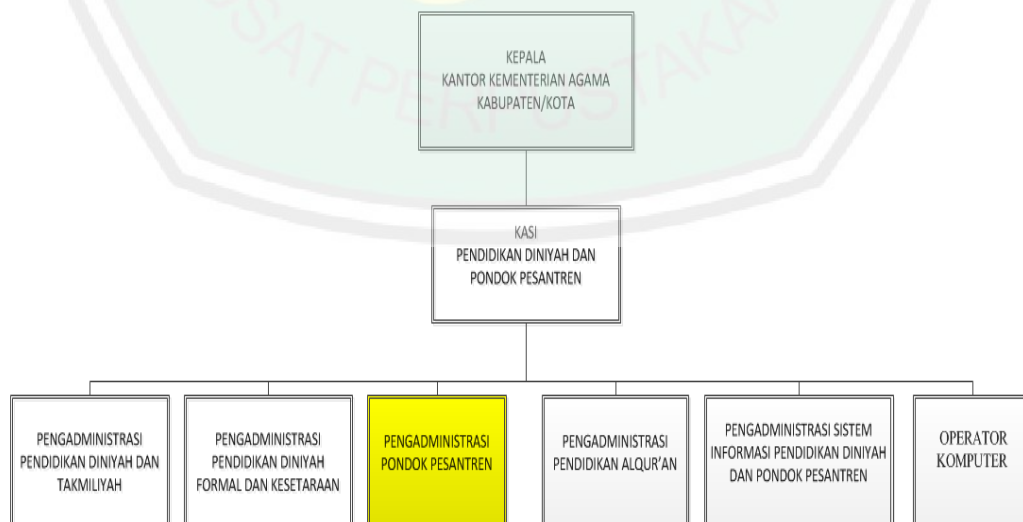 PUSAT PERPUSTAKAAN
KEPALA
KANTOR KEMENTERIAN AGAMA
KABUPATEN/KOTA
KASI
PENDIDIKAN DINIYAH DAN
PONDOK PESANTREN
PENGADMINISTRASI
PENDIDIKAN DINIYAH DAN
TAKMILIYAH
PENGADMINISTRASI
PENDIDIKAN DINIYAH
FORMAL DAN KESETARAAN
PENGADMINISTRASI
PONDOK PESANTREN
PENGADMINISTRASI
PENDIDIKAN ALQUR’AN
PENGADMINISTRASI SISTEM
INFORMASI PENDIDIKAN DINIYAH
DAN PONDOK PESANTREN
OPERATOR
KOMPUTER